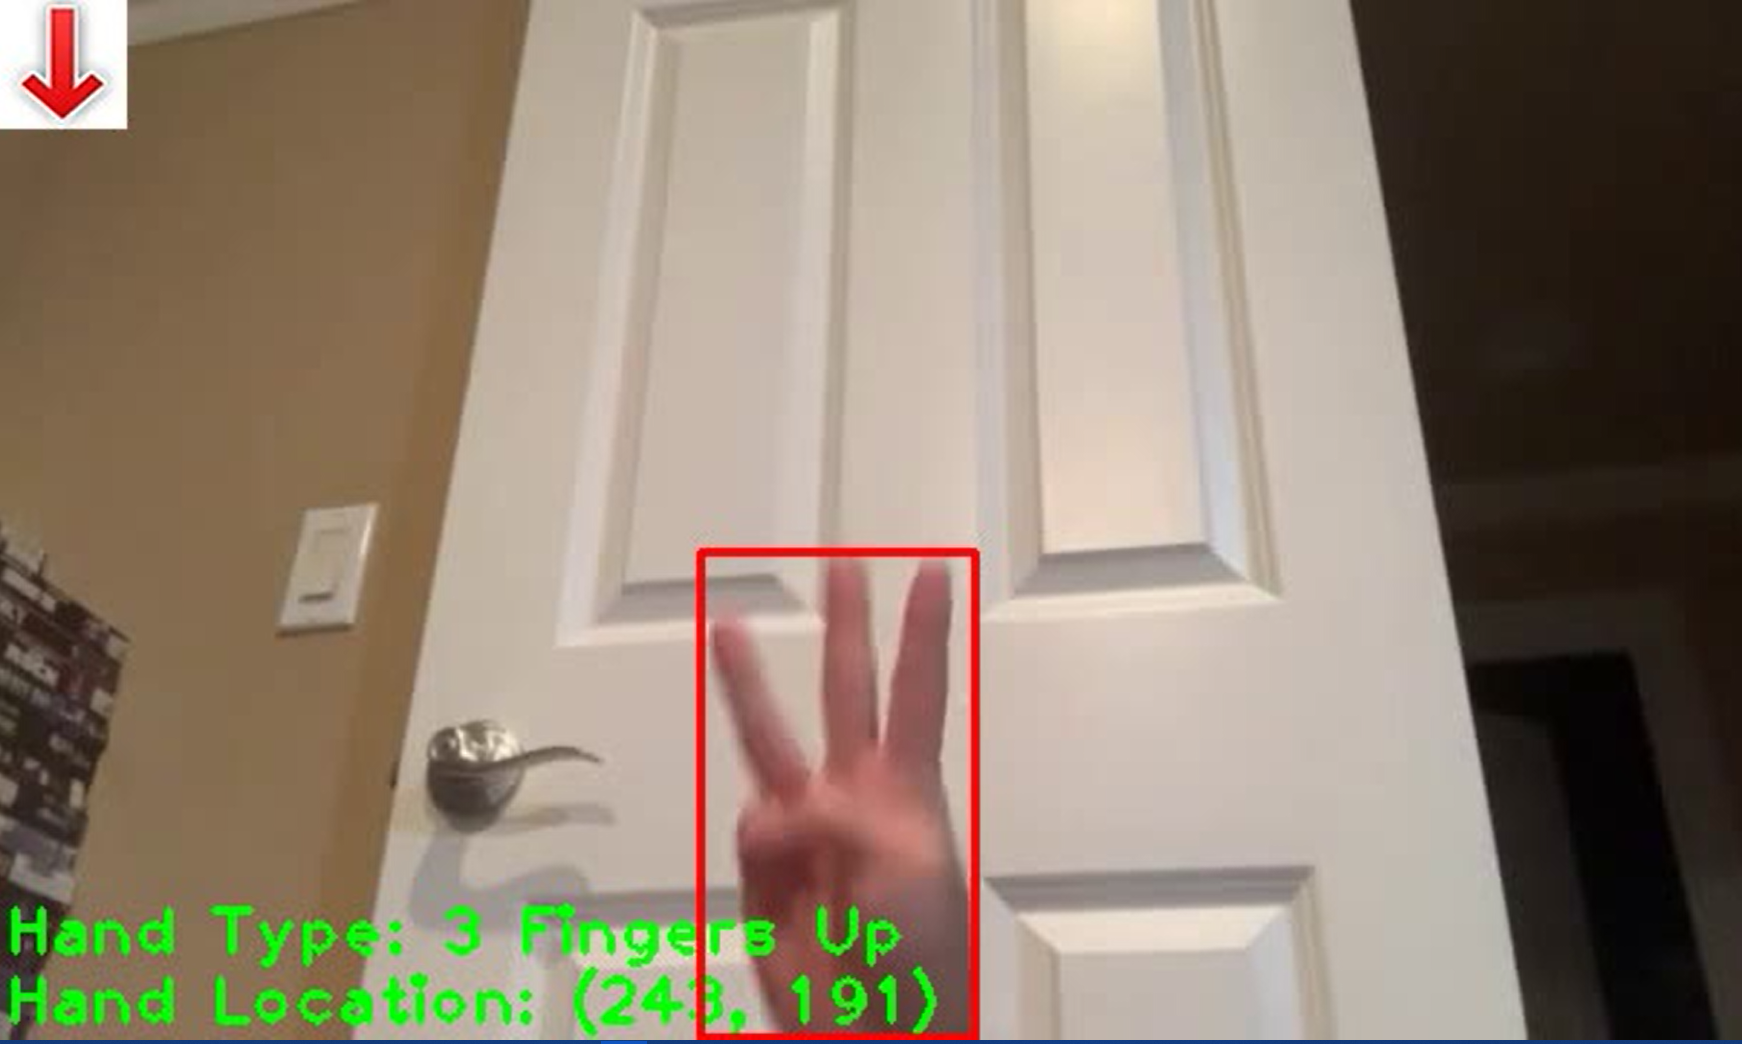 Hand Type: 3 Fingers Up
Hand Location: (243, 191)